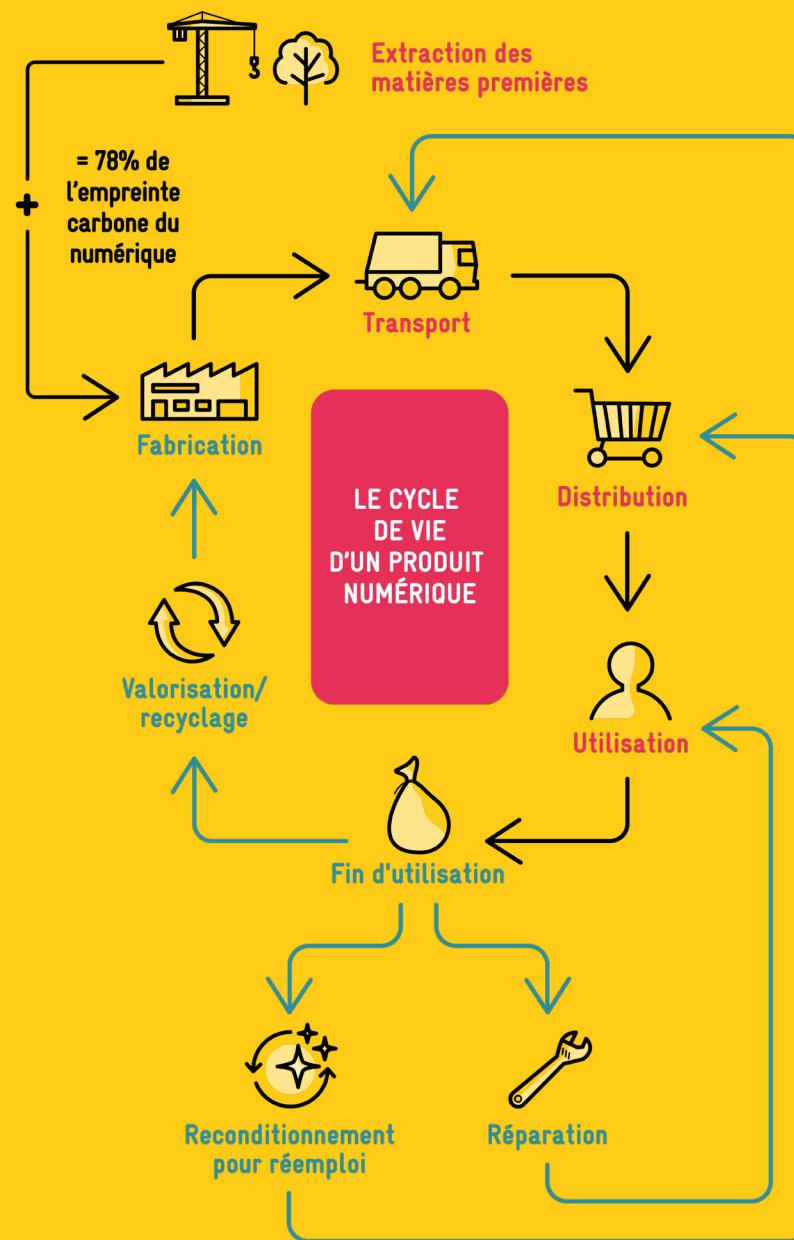 Extraction des
matières premières
= 78% de
l'empreinte
carbone du
numérique
+
Transport
Fabrication
Distribution
LE CYCLE
DE VIE
D'UN PRODUIT
NUMÉRIQUE
Valorisation/
recyclage
Utilisation
Fin d'utilisation
Reconditionnement
pour réemploi
Réparation